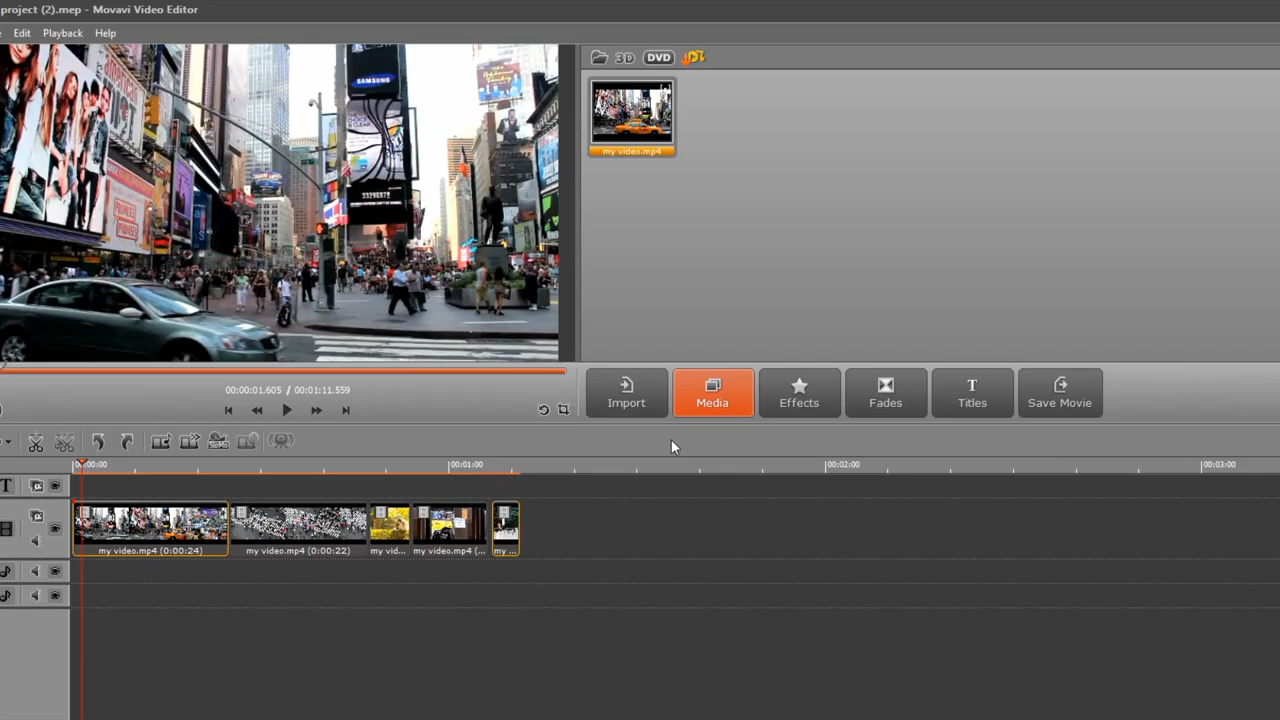 project (2).mep - Movavi Video Editor
Edit Playback Help
SAMSUNG
3D DVD
my video.mp4
00:00:01.605 / 00:01:11.559
Import Media Effects Fades Titles Save Movie
00:01:00 00:02:00 00:03:00
T
my video.mp4 (0:00:24) my video.mp4 (0:00:22) my vid... my video.mp4 (... my ...